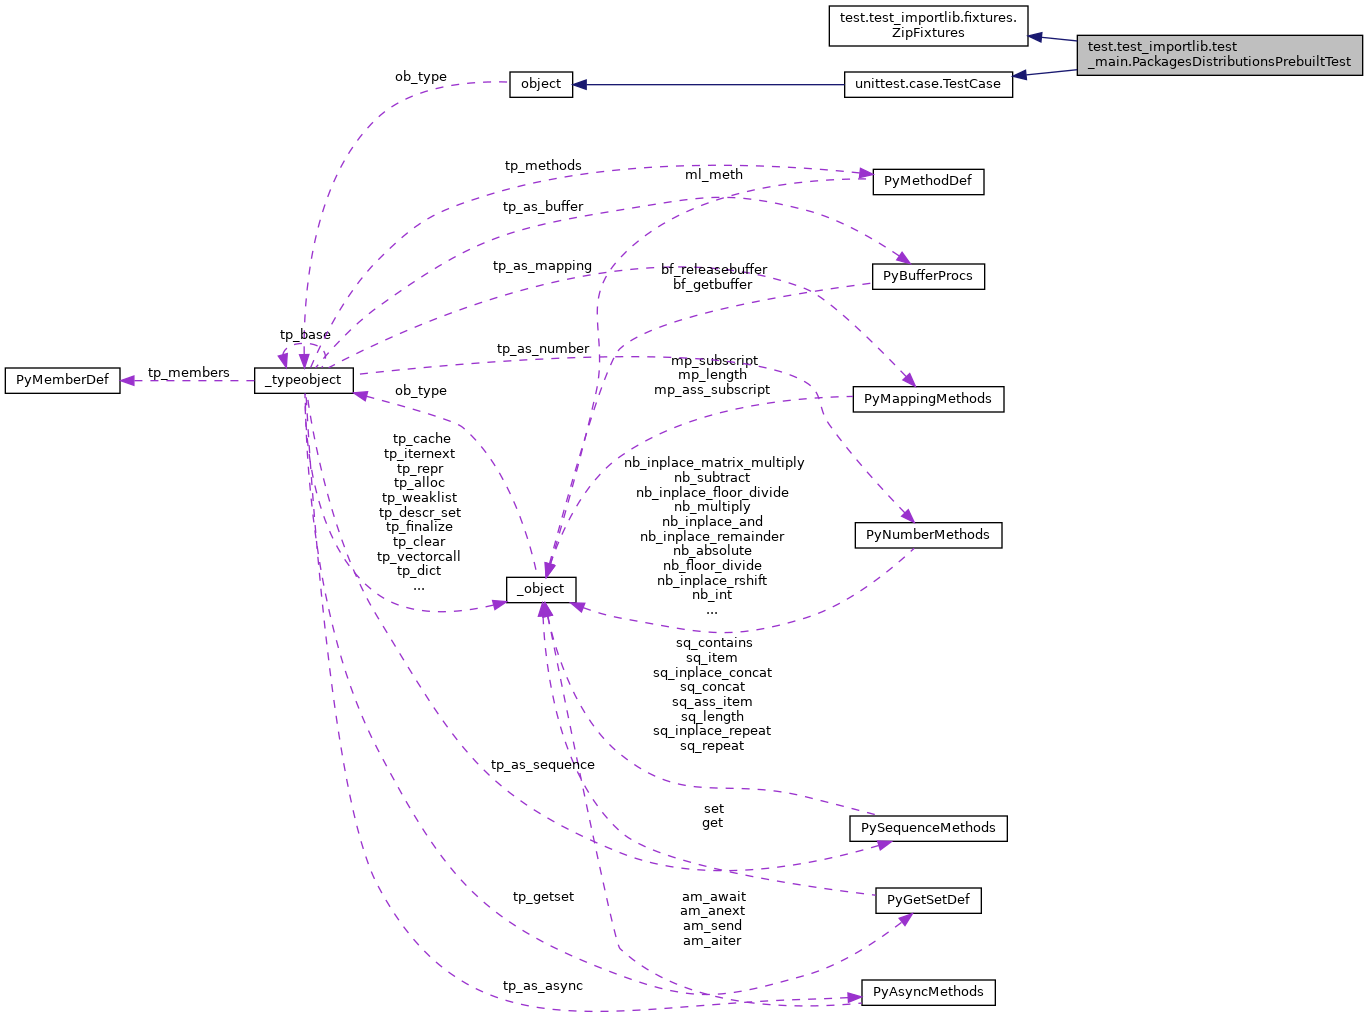 test.test_importlib.fixtures.
ZipFixtures
test.test_importlib.test
_main.PackagesDistributionsPrebuiltTest
ob_type
object
unittest.case.TestCase
tp_methods
ml_meth
PyMethodDef
tp_as_buffer
tp_as_mapping
bf_releasebuffer
bf_getbuffer
PyBufferProcs
tp_base
tp_as_number
mp_subscript
mp_length
mp_ass_subscript
PyMemberDef
tp_members
_typeobject
ob_type
PyMappingMethods
tp_cache
tp_iternext
tp_repr
tp_alloc
tp_weaklist
tp_descr_set
tp_finalize
tp_clear
tp_vectorcall
tp_dict
...
nb_inplace_matrix_multiply
nb_subtract
nb_inplace_floor_divide
nb_multiply
nb_inplace_and
nb_inplace_remainder
nb_absolute
nb_floor_divide
nb_inplace_rshift
nb_int
...
PyNumberMethods
_object
sq_contains
sq_item
sq_inplace_concat
sq_concat
sq_ass_item
sq_length
sq_inplace_repeat
sq_repeat
tp_as_sequence
set
get
PySequenceMethods
tp_getset
am_await
am_anext
am_send
am_aiter
PyGetSetDef
tp_as_async
PyAsyncMethods